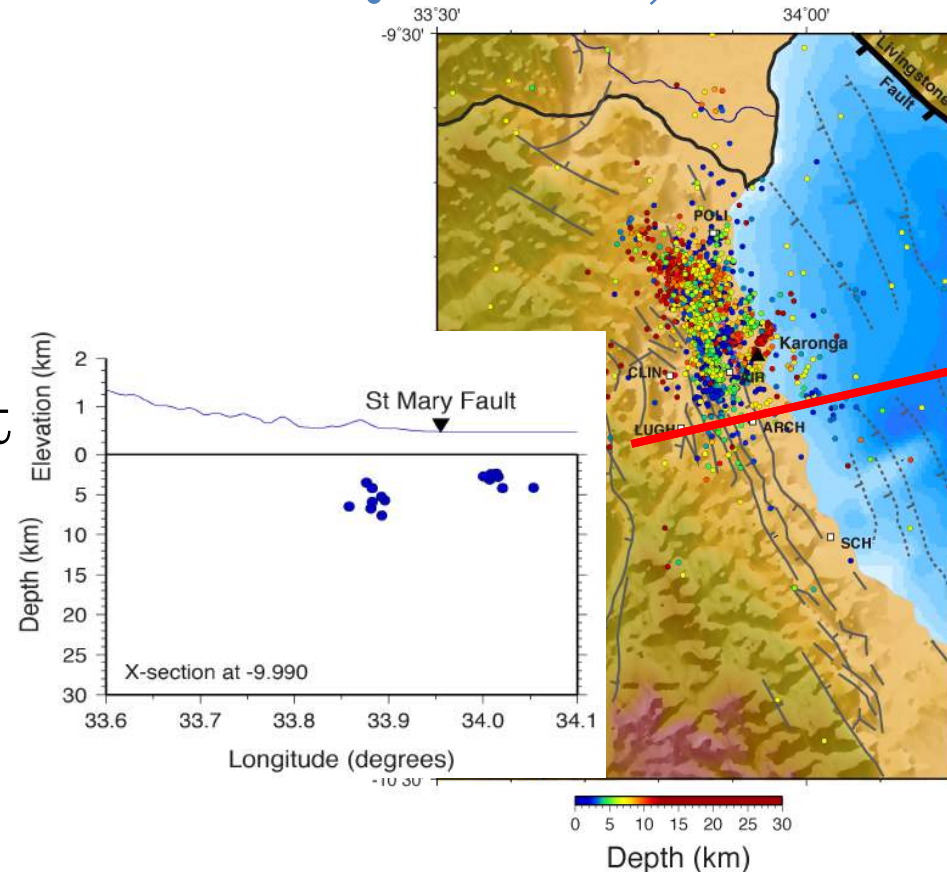 33°30'
34°00'
-9°30'
Livingstone
Fault
POLI
Karonga
CLIN
AIR
LUGH
ARCH
SCH
-10°30'
Elevation (km)
2
1
0
St Mary Fault
Depth (km)
5
10
15
20
25
30
X-section at -9.990
33.6 33.7 33.8 33.9 34.0 34.1
Longitude (degrees)
0 5 10 15 20 25 30
Depth (km)